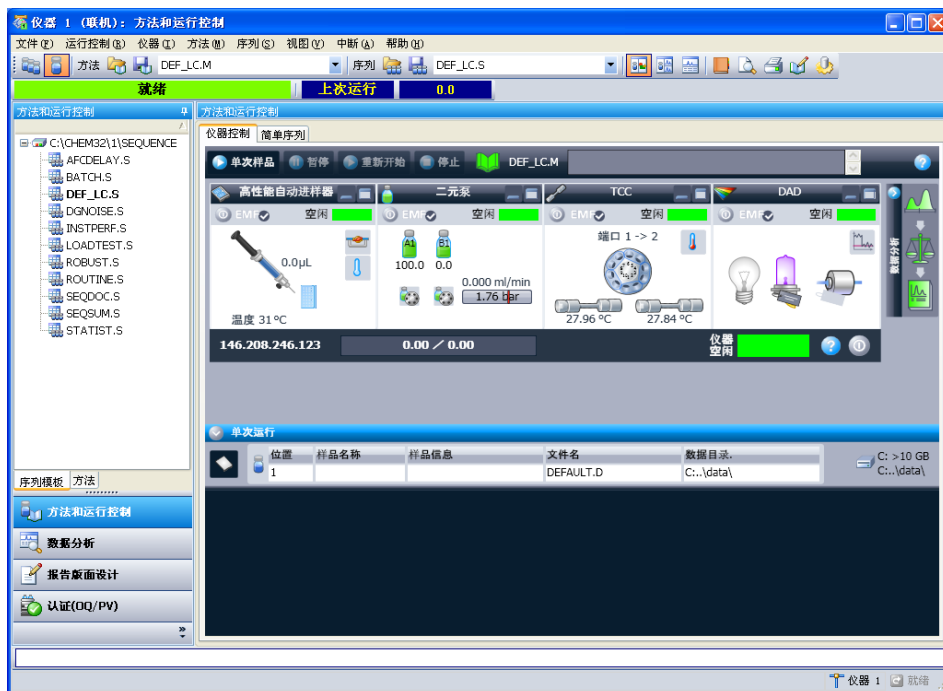 仪器 1 (联机): 方法和运行控制
文件(F) 运行控制(R) 仪器(I) 方法(M) 序列(S) 视图(V) 中断(A) 帮助(H)
方法 DEF_LC.M 序列 DEF_LC.S
就绪 上次运行 0.0
方法和运行控制
C:\CHEM32\1\SEQUENCE
AFCDELAY.S
BATCH.S
DEF_LC.S
DGNOISE.S
INSTPERF.S
LOADTEST.S
ROBUST.S
ROUTINE.S
SEQDOC.S
SEQSUM.S
STATIST.S
序列模板 方法
方法和运行控制
数据分析
报告版面设计
认证(OQ/PV)
方法和运行控制
仪器控制 简单序列
单次样品 暂停 重新开始 停止 DEF_LC.M
高性能自动进样器 二元泵 TCC DAD
EMF 空闲 EMF 空闲 EMF 空闲 EMF 空闲
0.0µL
温度 31 ºC
A1 B1
100.0 0.0
0.000 ml/min
1.76 bar
端口 1 -> 2
27.96 ºC 27.84 ºC
146.208.246.123 0.00 / 0.00 仪器
空闲
单次运行
位置 样品名称 样品信息 文件名 数据目录.
1 DEFAULT.D C:..\data\
C: >10 GB
C:..\data\
仪器 1 就绪